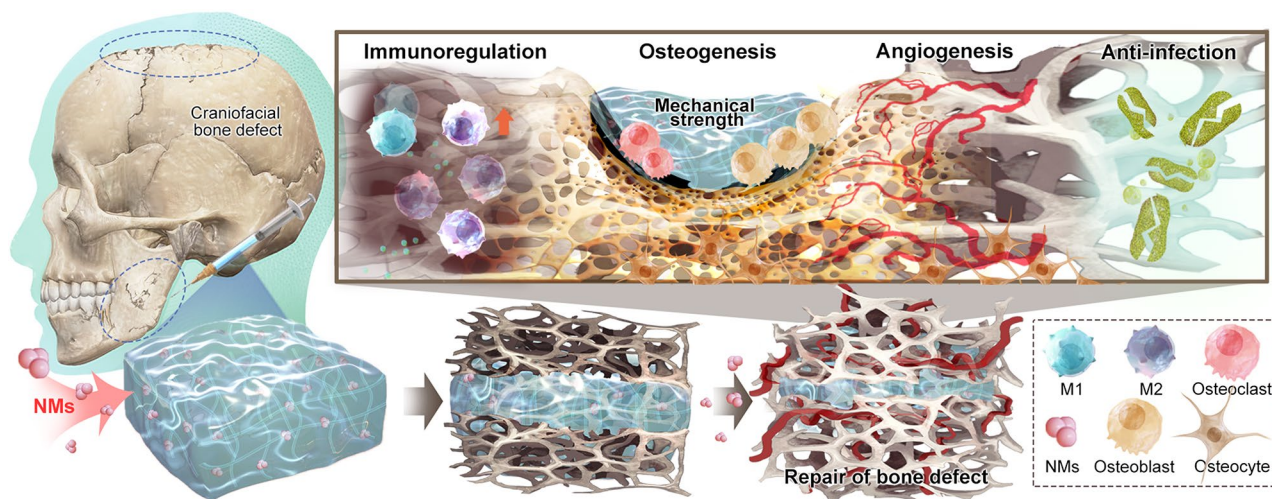 Immunoregulation
Osteogenesis
Angiogenesis
Anti-infection
Mechanical
strength
Craniofacial
bone defect
NMs
Repair of bone defect
M1
M2
Osteoclast
NMs
Osteoblast
Osteocyte